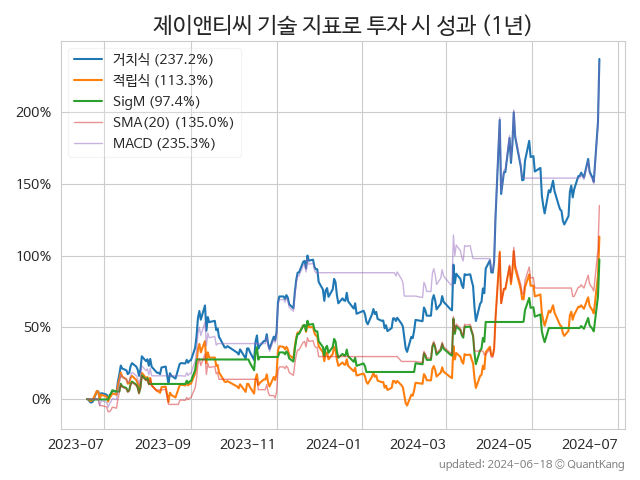 제이앤티씨 기술 지표로 투자 시 성과 (1년)
거치식 (237.2%)
적립식 (113.3%)
SigM (97.4%)
SMA(20) (135.0%)
MACD (235.3%)
200%
150%
100%
50%
0%
2023-07 2023-09 2023-11 2024-01 2024-03 2024-05 2024-07
updated: 2024-06-18 © QuantKang